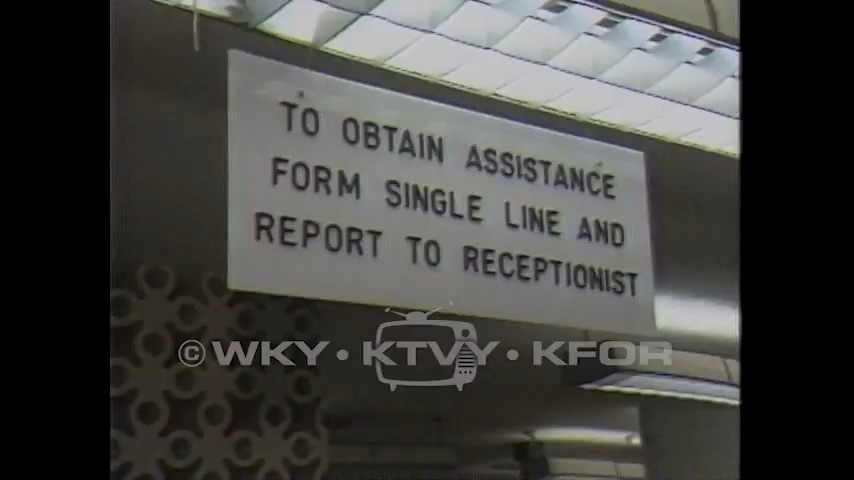 TO OBTAIN ASSISTANCE
FORM SINGLE LINE AND
REPORT TO RECEPTIONIST
©WKY • KTVY • KFOR